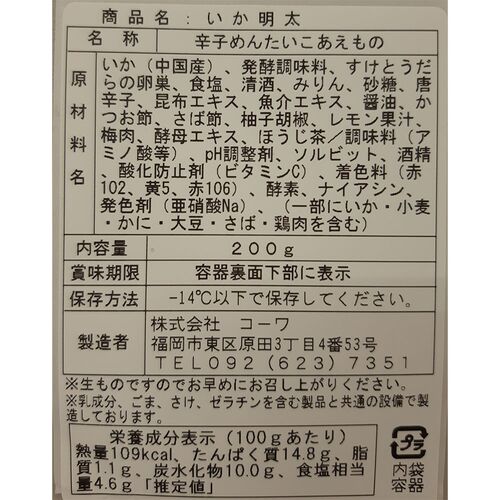 商品名：いか明太
名称 辛子めんたいこあえもの
原材料名 いか（中国産）、発酵調味料、すけとうだ
らの卵巣、食塩、清酒、みりん、砂糖、唐
辛子、昆布エキス、魚介エキス、醤油、か
つお節、さば節、柚子胡椒、レモン果汁、
梅肉、酵母エキス、ほうじ茶／調味料（ア
ミノ酸等）、pH調整剤、ソルビット、酒精
、酸化防止剤（ビタミンC）、着色料（赤
102、黄5、赤106）、酵素、ナイアシン、
発色剤（亜硝酸Na）、（一部にいか・小麦
・かに・大豆・さば・鶏肉を含む）
内容量 200g
賞味期限 容器裏面下部に表示
保存方法 -14℃以下で保存してください。
製造者 株式会社 コーワ
福岡市東区原田3丁目4番53号
TEL092（623）7351
※生ものですのでお早めにお召し上がりください。
※乳成分、ごま、さけ、ゼラチンを含む製品と共通の設備で製
造しております。
栄養成分表示（100gあたり）
熱量109kcal、たんぱく質14.8g、脂
質1.1g、炭水化物10.0g、食塩相当
量4.6g「推定値」
プラ
内袋
容器